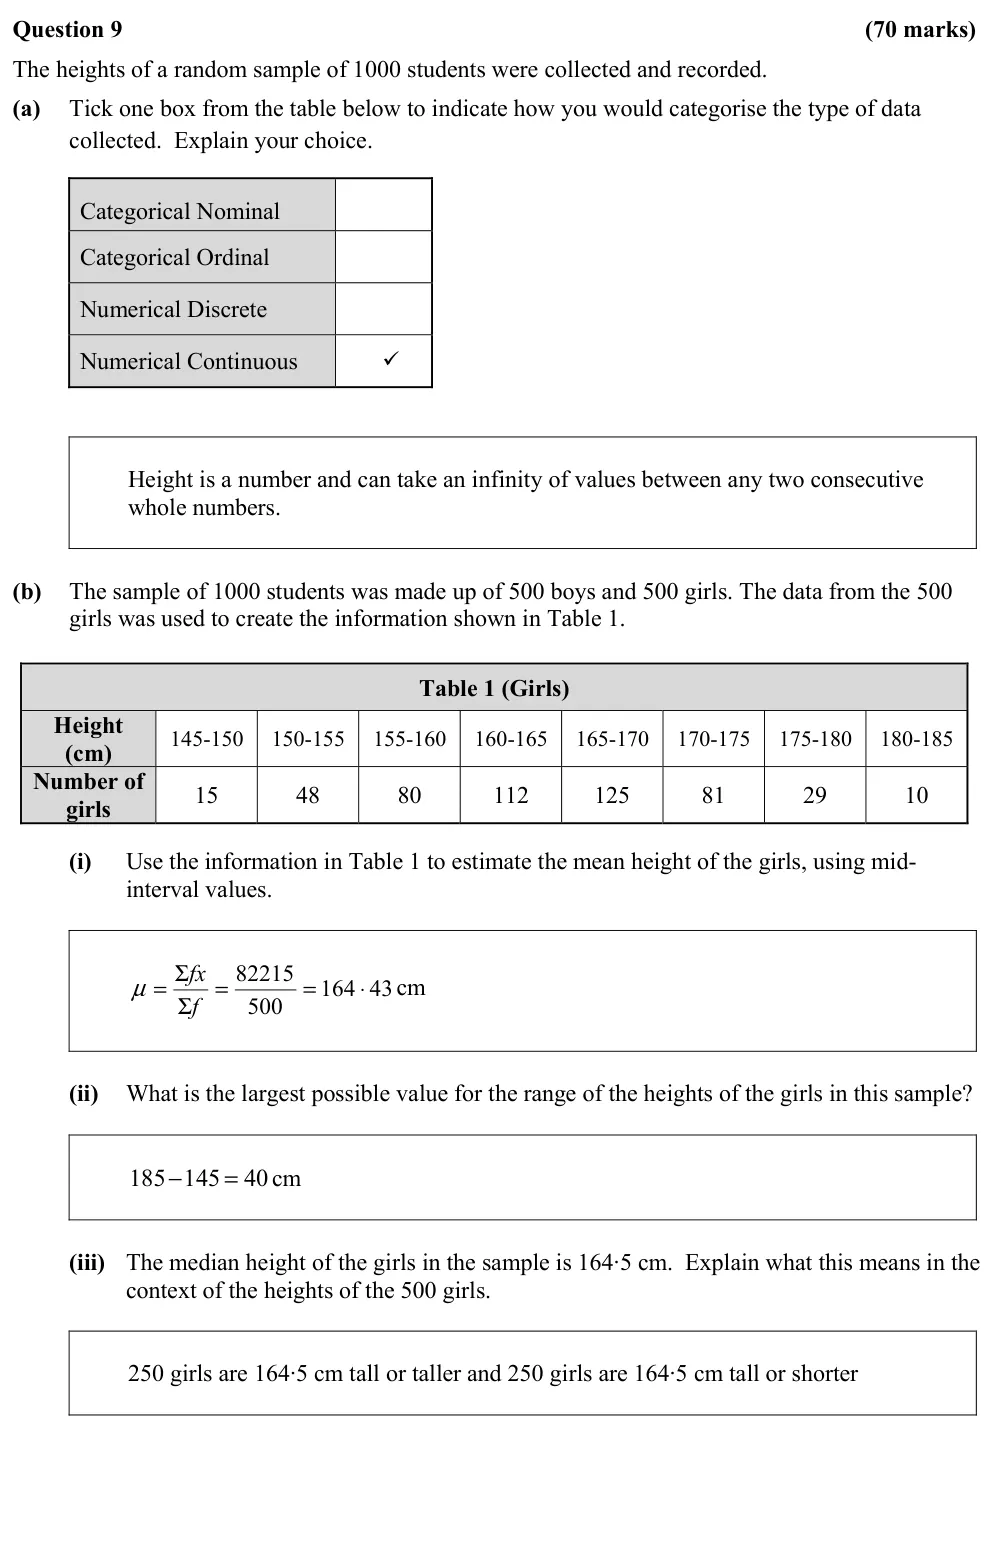 Question 9 (70 marks)
The heights of a random sample of 1000 students were collected and recorded.
(a) Tick one box from the table below to indicate how you would categorise the type of data
collected. Explain your choice.
Categorical Nominal
Categorical Ordinal
Numerical Discrete
Numerical Continuous ✓
Height is a number and can take an infinity of values between any two consecutive
whole numbers.
(b) The sample of 1000 students was made up of 500 boys and 500 girls. The data from the 500
girls was used to create the information shown in Table 1.
Table 1 (Girls)
Height
(cm) 145-150 150-155 155-160 160-165 165-170 170-175 175-180 180-185
Number of
girls 15 48 80 112 125 81 29 10
(i) Use the information in Table 1 to estimate the mean height of the girls, using mid-
interval values.
μ = Σfx/Σf = 82215/500 = 164·43 cm
(ii) What is the largest possible value for the range of the heights of the girls in this sample?
185−145 = 40 cm
(iii) The median height of the girls in the sample is 164·5 cm. Explain what this means in the
context of the heights of the 500 girls.
250 girls are 164·5 cm tall or taller and 250 girls are 164·5 cm tall or shorter